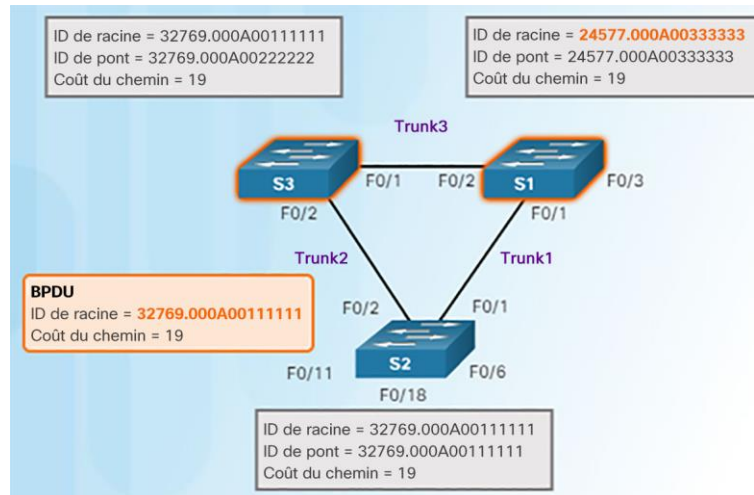 ID de racine = 32769.000A00111111
ID de pont = 32769.000A00222222
Coût du chemin = 19
ID de racine = 24577.000A00333333
ID de pont = 24577.000A00333333
Coût du chemin = 19
Trunk3
S3
F0/1
F0/2
S1
F0/3
F0/2
F0/1
Trunk2
Trunk1
BPDU
ID de racine = 32769.000A00111111
Coût du chemin = 19
F0/2
F0/1
S2
F0/11
F0/6
F0/18
ID de racine = 32769.000A00111111
ID de pont = 32769.000A00111111
Coût du chemin = 19